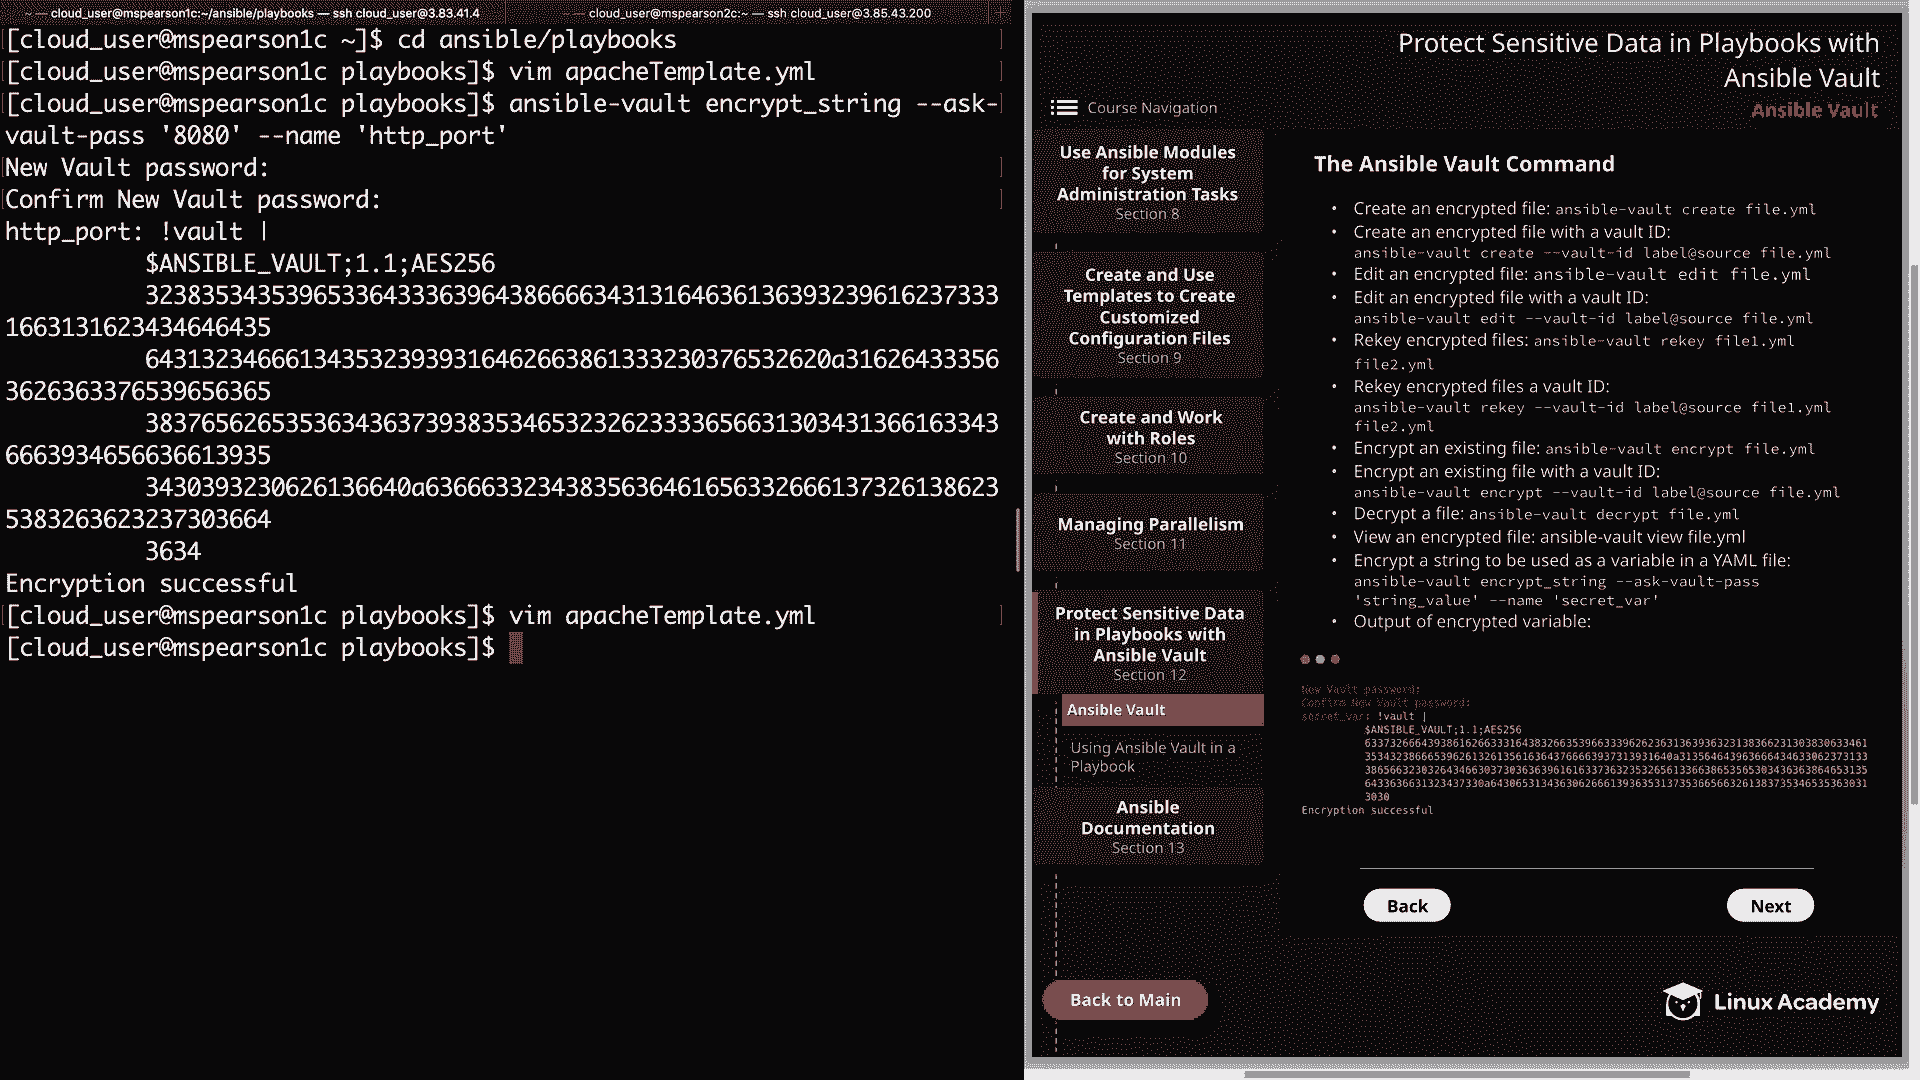 ~ — cloud_user@mspearson1c:~/ansible/playbooks — ssh cloud_user@3.83.41.4
cloud_user@mspearson2c:~ — ssh cloud_user@3.85.43.200
[cloud_user@mspearson1c ~]$ cd ansible/playbooks
[cloud_user@mspearson1c playbooks]$ vim apacheTemplate.yml
[cloud_user@mspearson1c playbooks]$ ansible-vault encrypt_string --ask-
vault-pass '8080' --name 'http_port'
New Vault password:
Confirm New Vault password:
http_port: !vault |
$ANSIBLE_VAULT;1.1;AES256
Encryption successful
[cloud_user@mspearson1c playbooks]$ vim apacheTemplate.yml
[cloud_user@mspearson1c playbooks]$
Protect Sensitive Data in Playbooks with
Ansible Vault
Ansible Vault
Course Navigation
Use Ansible Modules
for System
Administration Tasks
Section 8
Create and Use
Templates to Create
Customized
Configuration Files
Section 9
Create and Work
with Roles
Section 10
Managing Parallelism
Section 11
Protect Sensitive Data
in Playbooks with
Ansible Vault
Section 12
Ansible Vault
Using Ansible Vault in a
Playbook
Ansible
Documentation
Section 13
Back to Main
The Ansible Vault Command
• Create an encrypted file: ansible-vault create file.yml
• Create an encrypted file with a vault ID:
ansible-vault create --vault-id label@source file.yml
• Edit an encrypted file: ansible-vault edit file.yml
• Edit an encrypted file with a vault ID:
ansible-vault edit --vault-id label@source file.yml
• Rekey encrypted files: ansible-vault rekey file1.yml
file2.yml
• Rekey encrypted files a vault ID:
ansible-vault rekey --vault-id label@source file1.yml
file2.yml
• Encrypt an existing file: ansible-vault encrypt file.yml
• Encrypt an existing file with a vault ID:
ansible-vault encrypt --vault-id label@source file.yml
• Decrypt a file: ansible-vault decrypt file.yml
• View an encrypted file: ansible-vault view file.yml
• Encrypt a string to be used as a variable in a YAML file:
ansible-vault encrypt_string --ask-vault-pass
'string_value' --name 'secret_var'
• Output of encrypted variable:
New Vault password:
Confirm New Vault password:
secret_var: !vault |
$ANSIBLE_VAULT;1.1;AES256
3030
Encryption successful
Back
Next
Linux Academy